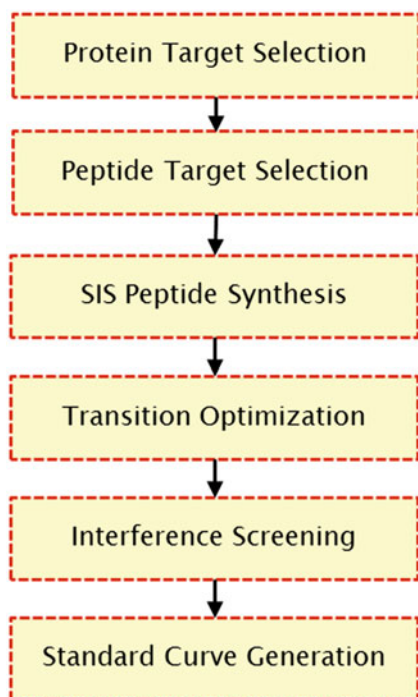 Protein Target Selection
Peptide Target Selection
SIS Peptide Synthesis
Transition Optimization
Interference Screening
Standard Curve Generation